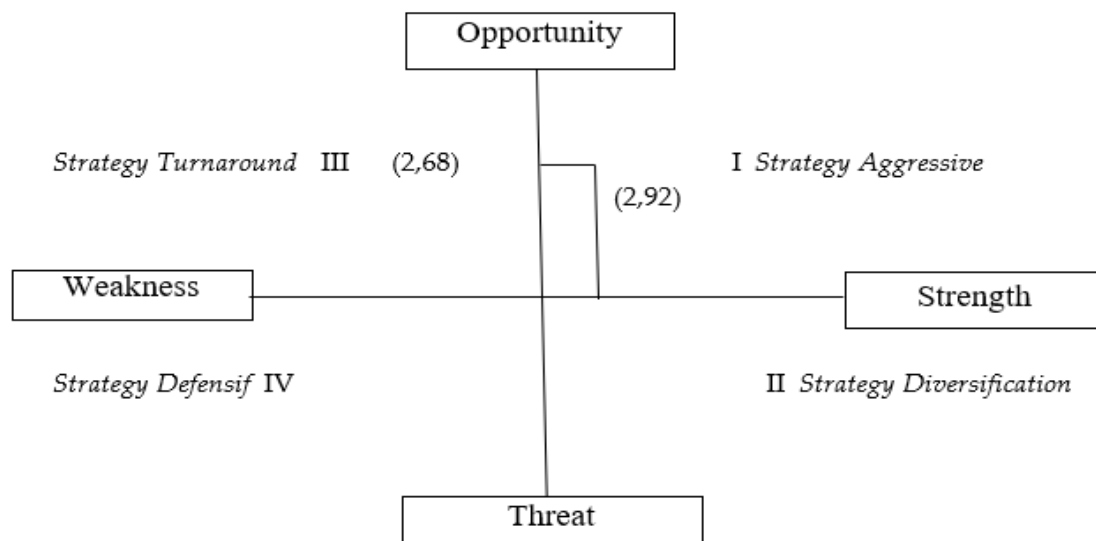 Opportunity
Strategy Turnaround III (2,68) I Strategy Aggressive
(2,92)
Weakness
Strength
Strategy Defensif IV II Strategy Diversification
Threat